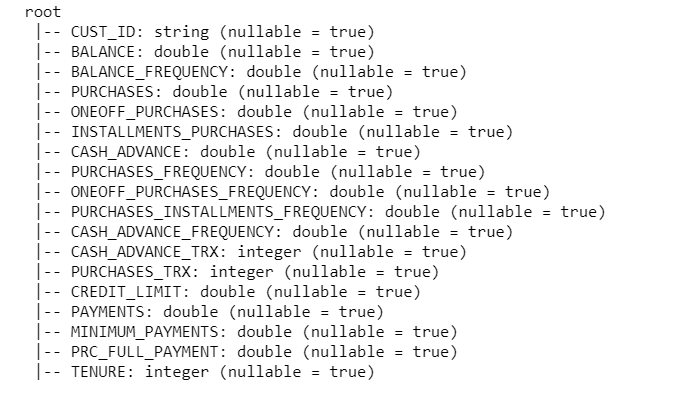 root
 |-- CUST_ID: string (nullable = true)
 |-- BALANCE: double (nullable = true)
 |-- BALANCE_FREQUENCY: double (nullable = true)
 |-- PURCHASES: double (nullable = true)
 |-- ONEOFF_PURCHASES: double (nullable = true)
 |-- INSTALLMENTS_PURCHASES: double (nullable = true)
 |-- CASH_ADVANCE: double (nullable = true)
 |-- PURCHASES_FREQUENCY: double (nullable = true)
 |-- ONEOFF_PURCHASES_FREQUENCY: double (nullable = true)
 |-- PURCHASES_INSTALLMENTS_FREQUENCY: double (nullable = true)
 |-- CASH_ADVANCE_FREQUENCY: double (nullable = true)
 |-- CASH_ADVANCE_TRX: integer (nullable = true)
 |-- PURCHASES_TRX: integer (nullable = true)
 |-- CREDIT_LIMIT: double (nullable = true)
 |-- PAYMENTS: double (nullable = true)
 |-- MINIMUM_PAYMENTS: double (nullable = true)
 |-- PRC_FULL_PAYMENT: double (nullable = true)
 |-- TENURE: integer (nullable = true)